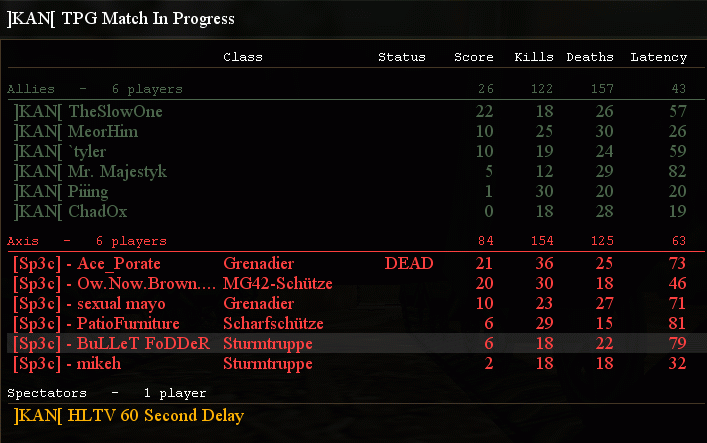 ]KAN[ TPG Match In Progress
Class Status Score Kills Deaths Latency
Allies - 6 players 26 122 157 43
]KAN[ TheSlowOne 22 18 26 57
]KAN[ MeorHim 10 25 30 26
]KAN[ `tyler 10 19 24 59
]KAN[ Mr. Majestyk 5 12 29 82
]KAN[ Piiing 1 30 20 20
]KAN[ ChadOx 0 18 28 19
Axis - 6 players 84 154 125 63
[Sp3c] - Ace_Porate Grenadier DEAD 21 36 25 73
[Sp3c] - Ow.Now.Brown.... MG42-Schütze 20 30 18 46
[Sp3c] - sexual mayo Grenadier 10 23 27 71
[Sp3c] - PatioFurniture Scharfschütze 6 29 15 81
[Sp3c] - BuLLeT FoDDeR Sturmtruppe 6 18 22 79
[Sp3c] - mikeh Sturmtruppe 2 18 18 32
Spectators - 1 player
]KAN[ HLTV 60 Second Delay